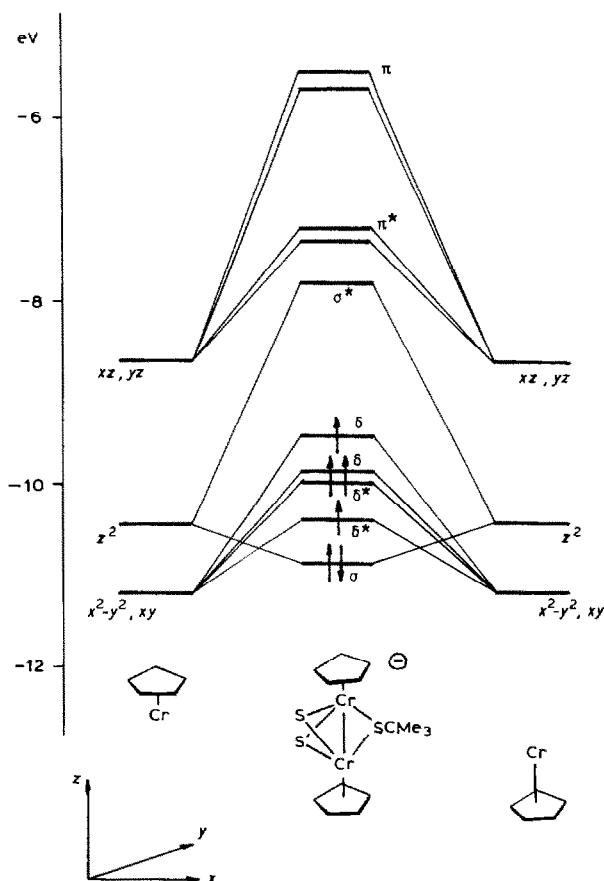 eV
-6
-8
-10
-12
π
π*
σ*
xz, yz
xz, yz
δ
δ
δ*
δ*
σ
z²
z²
x²-y², xy
x²-y², xy
Cr
⊖
S
S
Cr
SCMe₃
Cr
Cr
z
y
x